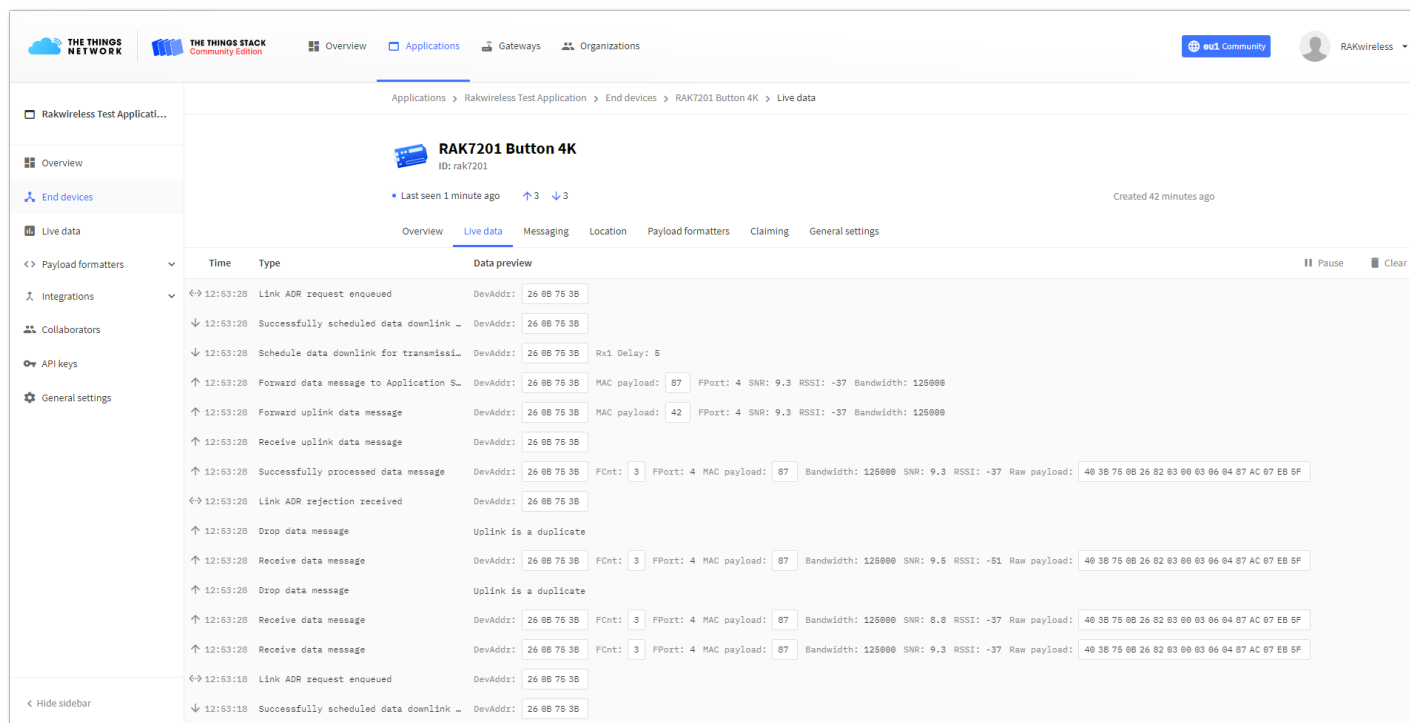 THE THINGS NETWORK THE THINGS STACK Community Edition Overview Applications Gateways Organizations eu1 Community RAKwireless
Applications > Rakwireless Test Application > End devices > RAK7201 Button 4K > Live data
Rakwireless Test Applicati...
Overview
End devices
Live data
Payload formatters
Integrations
Collaborators
API keys
General settings
< Hide sidebar
RAK7201 Button 4K
ID: rak7201
Last seen 1 minute ago ↑3 ↓3 Created 42 minutes ago
Overview Live data Messaging Location Payload formatters Claiming General settings
Time Type Data preview Pause Clear
12:53:28 Link ADR request enqueued DevAddr: 26 0B 75 3B
↓ 12:53:28 Successfully scheduled data downlink … DevAddr: 26 0B 75 3B
↓ 12:53:28 Schedule data downlink for transmissi… DevAddr: 26 0B 75 3B Rx1 Delay: 5
↑ 12:53:28 Forward data message to Application S… DevAddr: 26 0B 75 3B MAC payload: 87 FPort: 4 SNR: 9.3 RSSI: -37 Bandwidth: 125000
↑ 12:53:28 Forward uplink data message DevAddr: 26 0B 75 3B MAC payload: 42 FPort: 4 SNR: 9.3 RSSI: -37 Bandwidth: 125000
↑ 12:53:28 Receive uplink data message DevAddr: 26 0B 75 3B
↑ 12:53:28 Successfully processed data message DevAddr: 26 0B 75 3B FCnt: 3 FPort: 4 MAC payload: 87 Bandwidth: 125000 SNR: 9.3 RSSI: -37 Raw payload: 40 3B 75 0B 26 82 03 00 03 06 04 87 AC 07 EB 5F
12:53:28 Link ADR rejection received DevAddr: 26 0B 75 3B
↑ 12:53:28 Drop data message Uplink is a duplicate
↑ 12:53:28 Receive data message DevAddr: 26 0B 75 3B FCnt: 3 FPort: 4 MAC payload: 87 Bandwidth: 125000 SNR: 9.5 RSSI: -51 Raw payload: 40 3B 75 0B 26 82 03 00 03 06 04 87 AC 07 EB 5F
↑ 12:53:28 Drop data message Uplink is a duplicate
↑ 12:53:28 Receive data message DevAddr: 26 0B 75 3B FCnt: 3 FPort: 4 MAC payload: 87 Bandwidth: 125000 SNR: 8.8 RSSI: -37 Raw payload: 40 3B 75 0B 26 82 03 00 03 06 04 87 AC 07 EB 5F
↑ 12:53:28 Receive data message DevAddr: 26 0B 75 3B FCnt: 3 FPort: 4 MAC payload: 87 Bandwidth: 125000 SNR: 9.3 RSSI: -37 Raw payload: 40 3B 75 0B 26 82 03 00 03 06 04 87 AC 07 EB 5F
12:53:18 Link ADR request enqueued DevAddr: 26 0B 75 3B
↓ 12:53:18 Successfully scheduled data downlink … DevAddr: 26 0B 75 3B